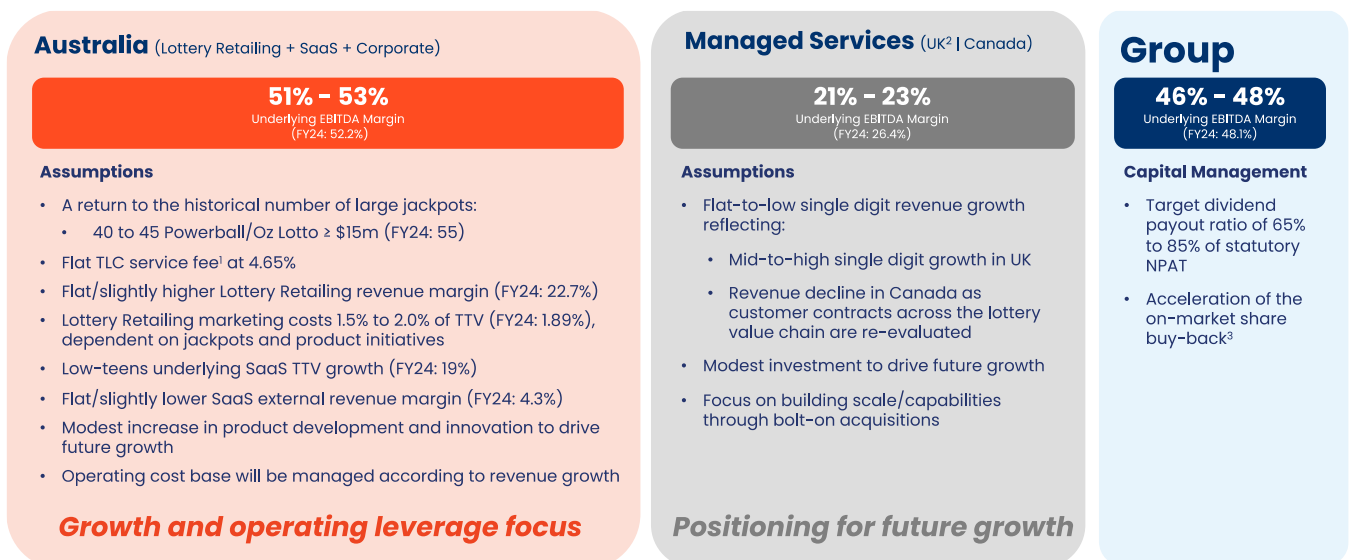 Australia (Lottery Retailing + SaaS + Corporate)
51% - 53%
Underlying EBITDA Margin
(FY24: 52.2%)
Assumptions
• A return to the historical number of large jackpots:
• 40 to 45 Powerball/Oz Lotto ≥ $15m (FY24: 55)
• Flat TLC service fee¹ at 4.65%
• Flat/slightly higher Lottery Retailing revenue margin (FY24: 22.7%)
• Lottery Retailing marketing costs 1.5% to 2.0% of TTV (FY24: 1.89%),
dependent on jackpots and product initiatives
• Low-teens underlying SaaS TTV growth (FY24: 19%)
• Flat/slightly lower SaaS external revenue margin (FY24: 4.3%)
• Modest increase in product development and innovation to drive
future growth
• Operating cost base will be managed according to revenue growth
Growth and operating leverage focus
Managed Services (UK² | Canada)
21% - 23%
Underlying EBITDA Margin
(FY24: 26.4%)
Assumptions
• Flat-to-low single digit revenue growth
reflecting:
• Mid-to-high single digit growth in UK
• Revenue decline in Canada as
customer contracts across the lottery
value chain are re-evaluated
• Modest investment to drive future growth
• Focus on building scale/capabilities
through bolt-on acquisitions
Positioning for future growth
Group
46% - 48%
Underlying EBITDA Margin
(FY24: 48.1%)
Capital Management
• Target dividend
payout ratio of 65%
to 85% of statutory
NPAT
• Acceleration of the
on-market share
buy-back³